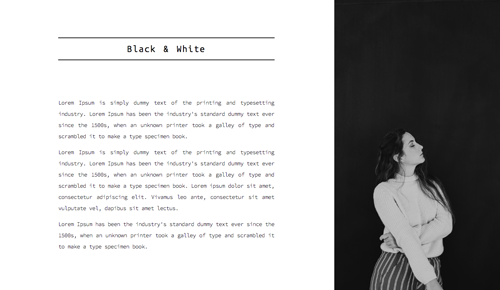 Black & White
Lorem Ipsum is simply dummy text of the printing and typesetting
industry. Lorem Ipsum has been the industry's standard dummy text ever
since the 1500s, when an unknown printer took a galley of type and
scrambled it to make a type specimen book.
Lorem Ipsum is simply dummy text of the printing and typesetting
industry. Lorem Ipsum has been the industry's standard dummy text ever
since the 1500s, when an unknown printer took a galley of type and
scrambled it to make a type specimen book. Lorem ipsum dolor sit amet,
consectetur adipiscing elit. Vivamus leo ante, consectetur sit amet
vulputate vel, dapibus sit amet lectus.
Lorem Ipsum has been the industry's standard dummy text ever since the
1500s, when an unknown printer took a galley of type and scrambled it
to make a type specimen book.